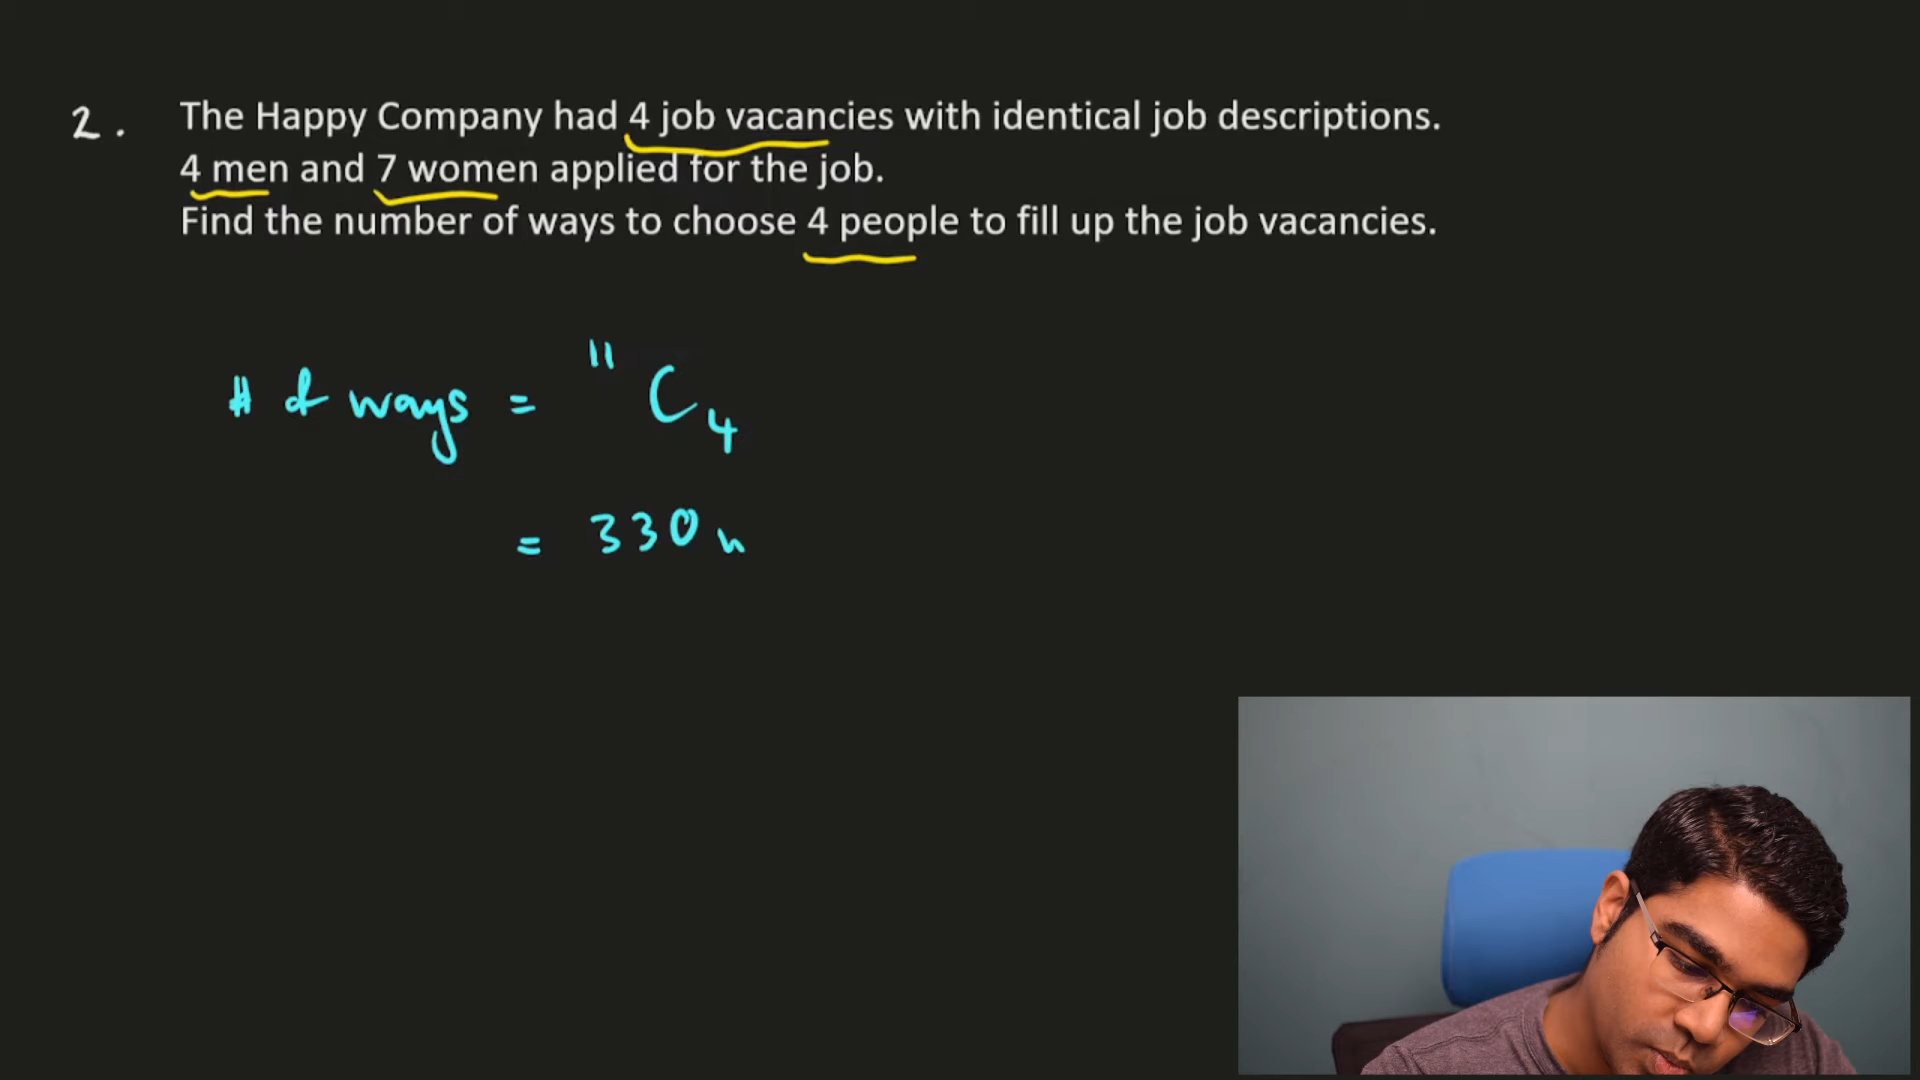 2. The Happy Company had 4 job vacancies with identical job descriptions.
4 men and 7 women applied for the job.
Find the number of ways to choose 4 people to fill up the job vacancies.
# of ways = ¹¹C₄
= 330